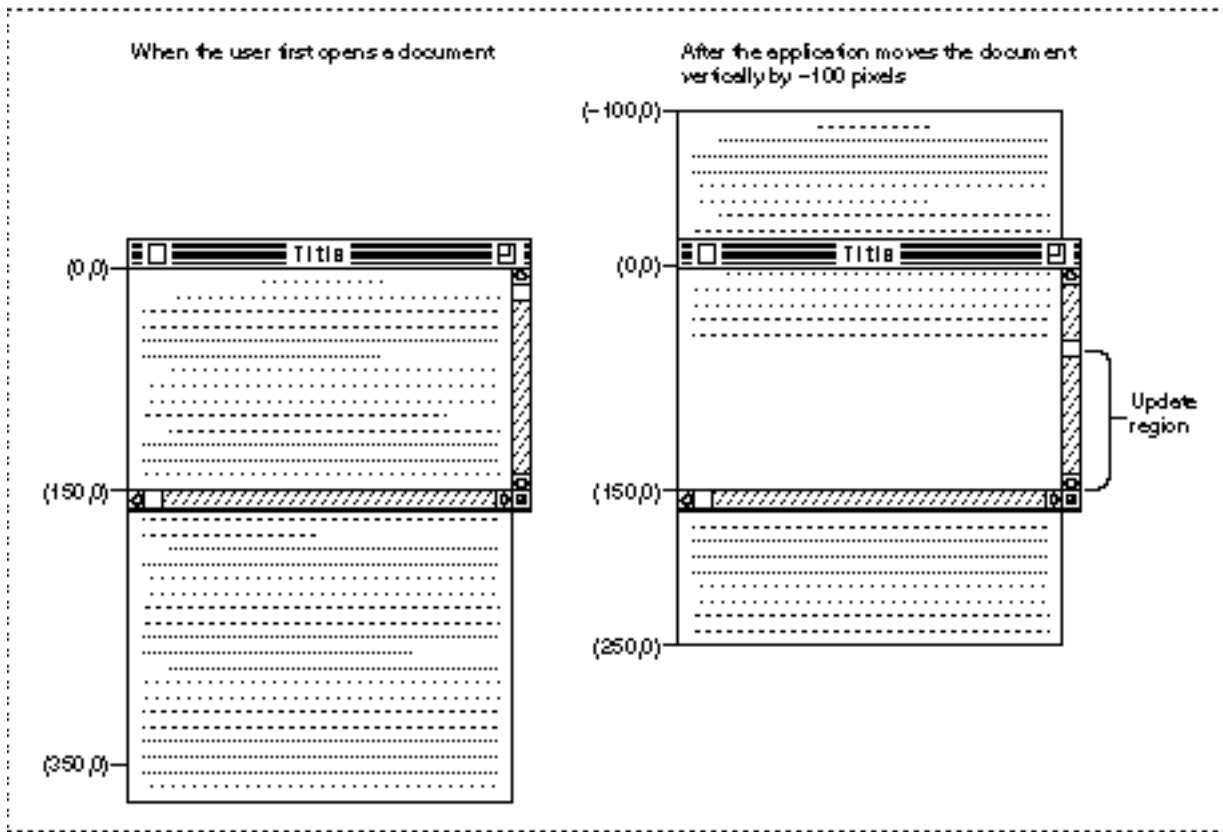 When the user first opens a document
After the application moves the document
vertically by –100 pixels
(–100,0)
Title
(0,0)
(150,0)
(350,0)
Title
(0,0)
(150,0)
(250,0)
Update
region